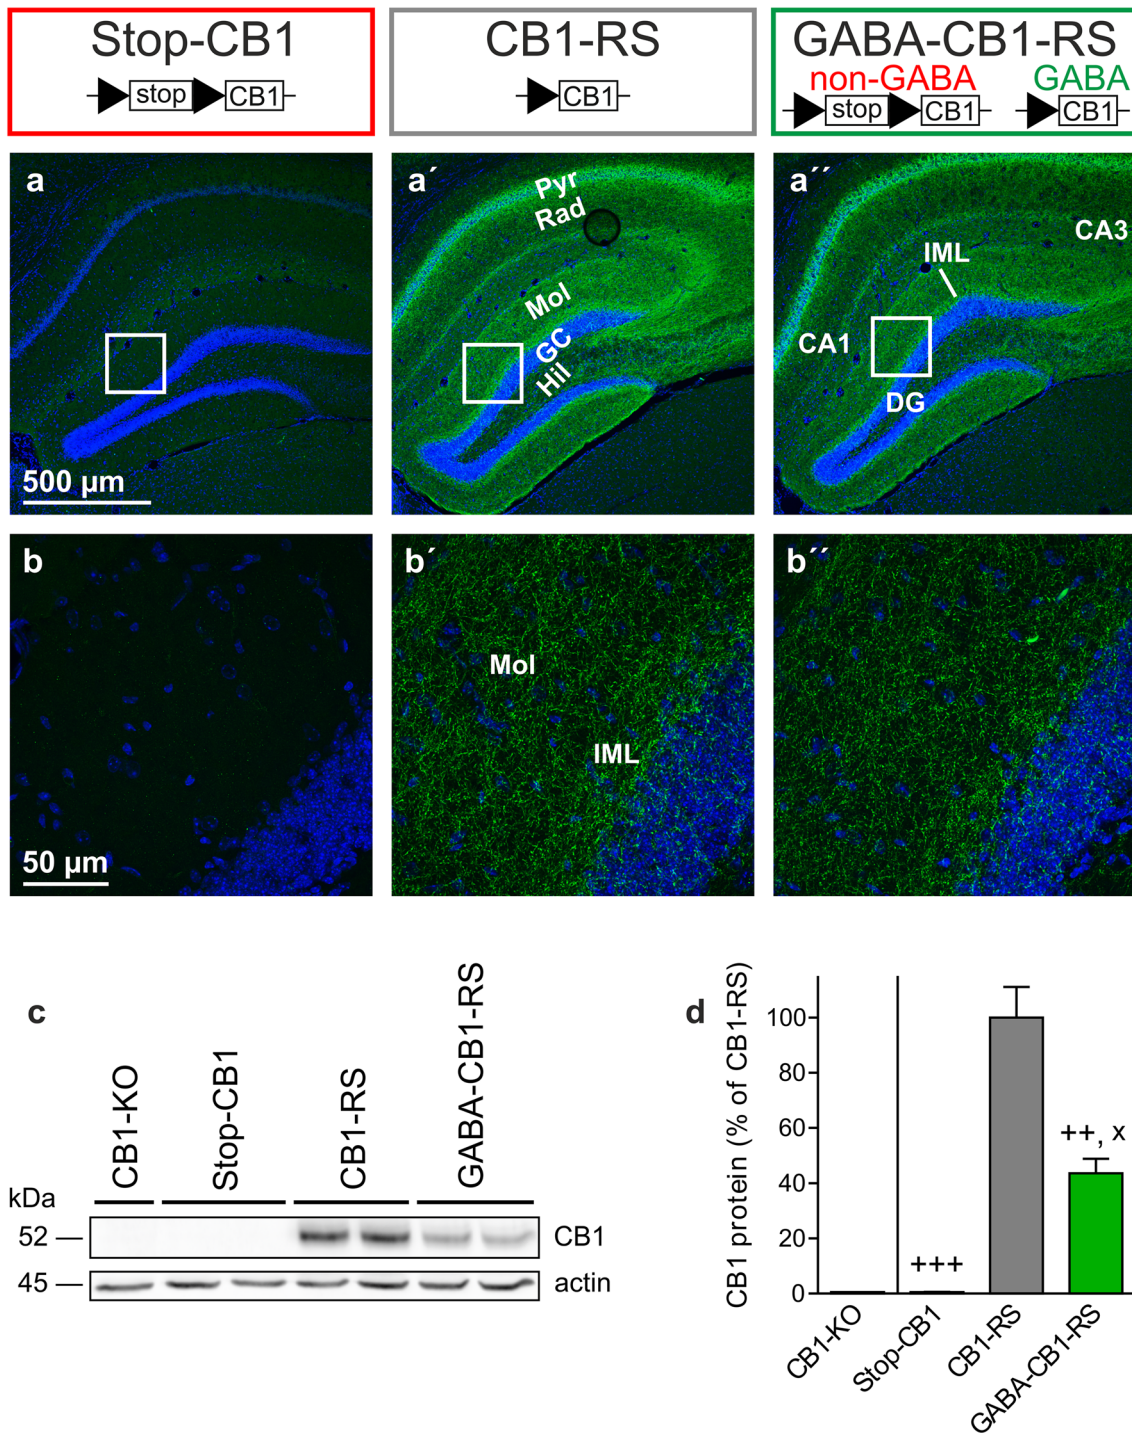 Stop-CB1
stop CB1
CB1-RS
CB1
GABA-CB1-RS
non-GABA GABA
stop CB1 CB1
a
500 µm
a´
Pyr
Rad
Mol
GC
Hil
a´´
CA3
IML
CA1
DG
b
50 µm
b´
Mol
IML
b´´
c
CB1-KO
Stop-CB1
CB1-RS
GABA-CB1-RS
kDa
52
CB1
45
actin
d
CB1 protein (% of CB1-RS)
100
80
60
40
20
0
+++
++, x
CB1-KO
Stop-CB1
CB1-RS
GABA-CB1-RS